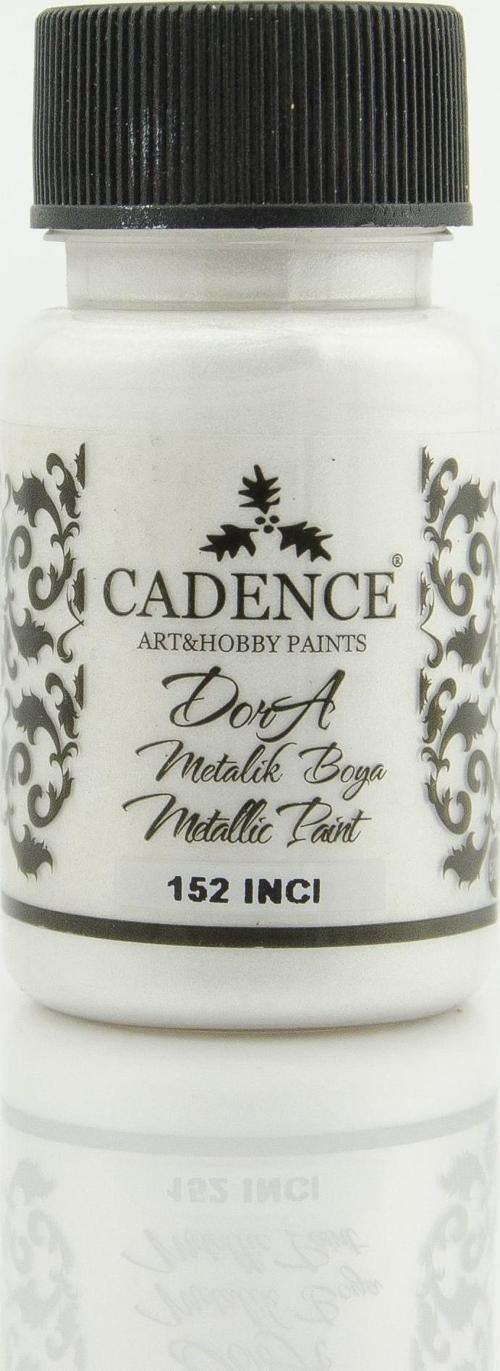 CADENCE®
ART&HOBBY PAINTS
DorA
Metalik Boya
Metallic Paint
152 INCI